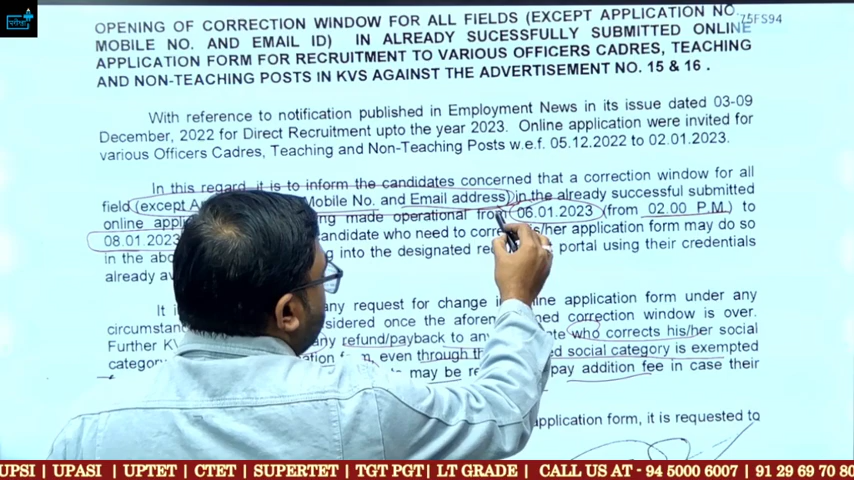 OPENING OF CORRECTION WINDOW FOR ALL FIELDS (EXCEPT APPLICATION NO.
75FS94
MOBILE NO. AND EMAIL ID) IN ALREADY SUCESSFULLY SUBMITTED ONLINE
APPLICATION FORM FOR RECRUITMENT TO VARIOUS OFFICERS CADRES, TEACHING
AND NON-TEACHING POSTS IN KVS AGAINST THE ADVERTISEMENT NO. 15 & 16 .
With reference to notification published in Employment News in its issue dated 03-09
December, 2022 for Direct Recruitment upto the year 2023. Online application were invited for
various Officers Cadres, Teaching and Non-Teaching Posts w.e.f. 05.12.2022 to 02.01.2023.
In this regard, it is to inform the candidates concerned that a correction window for all
field (except Mobile No. and Email address) in the already successful submitted
online made operational from 06.01.2023 (from 02.00 P.M.) to
08.01.2023 candidate who need to his/her application form may do so
in the into the designated portal using their credentials
already
It any request for change application form under any
once the correction window is over.
Further any refund/payback to who corrects his/her social
category even through social category is exempted
may be pay addition fee in case their
application form, it is requested to
UPSI | UPASI | UPTET | CTET | SUPERTET | TGT PGT| LT GRADE | CALL US AT - 94 5000 6007 | 91 29 69 70 80